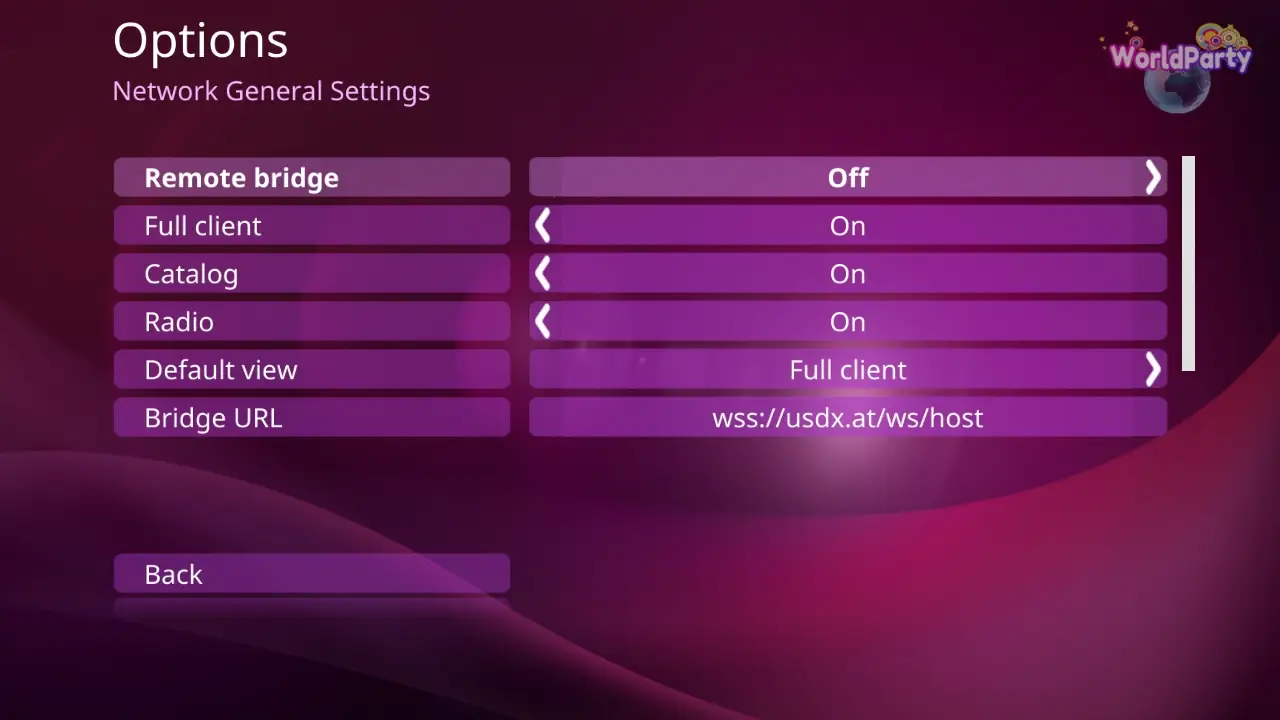 Options
WorldParty
Network General Settings
Remote bridge Off
Full client On
Catalog On
Radio On
Default view Full client
Bridge URL wss://usdx.at/ws/host
Back